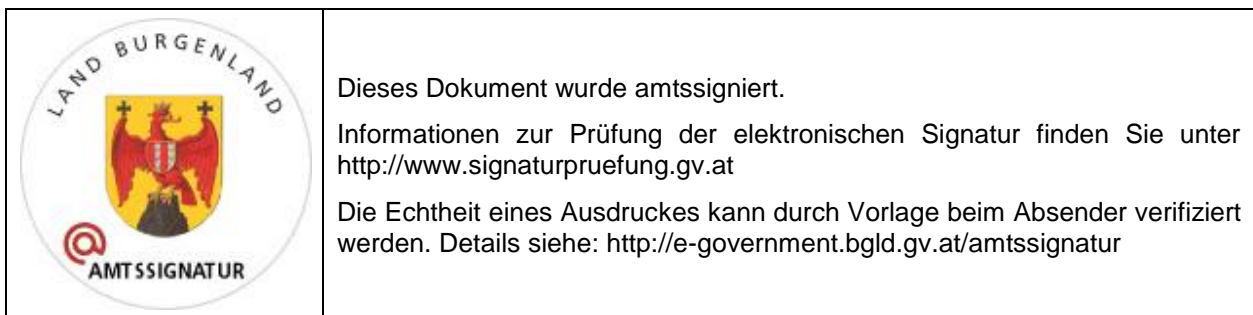 LAND BURGENLAND
@
AMTSSIGNATUR
Dieses Dokument wurde amtssigniert.
Informationen zur Prüfung der elektronischen Signatur finden Sie unter
http://www.signaturpruefung.gv.at
Die Echtheit eines Ausdruckes kann durch Vorlage beim Absender verifiziert
werden. Details siehe: http://e-government.bgld.gv.at/amtssignatur